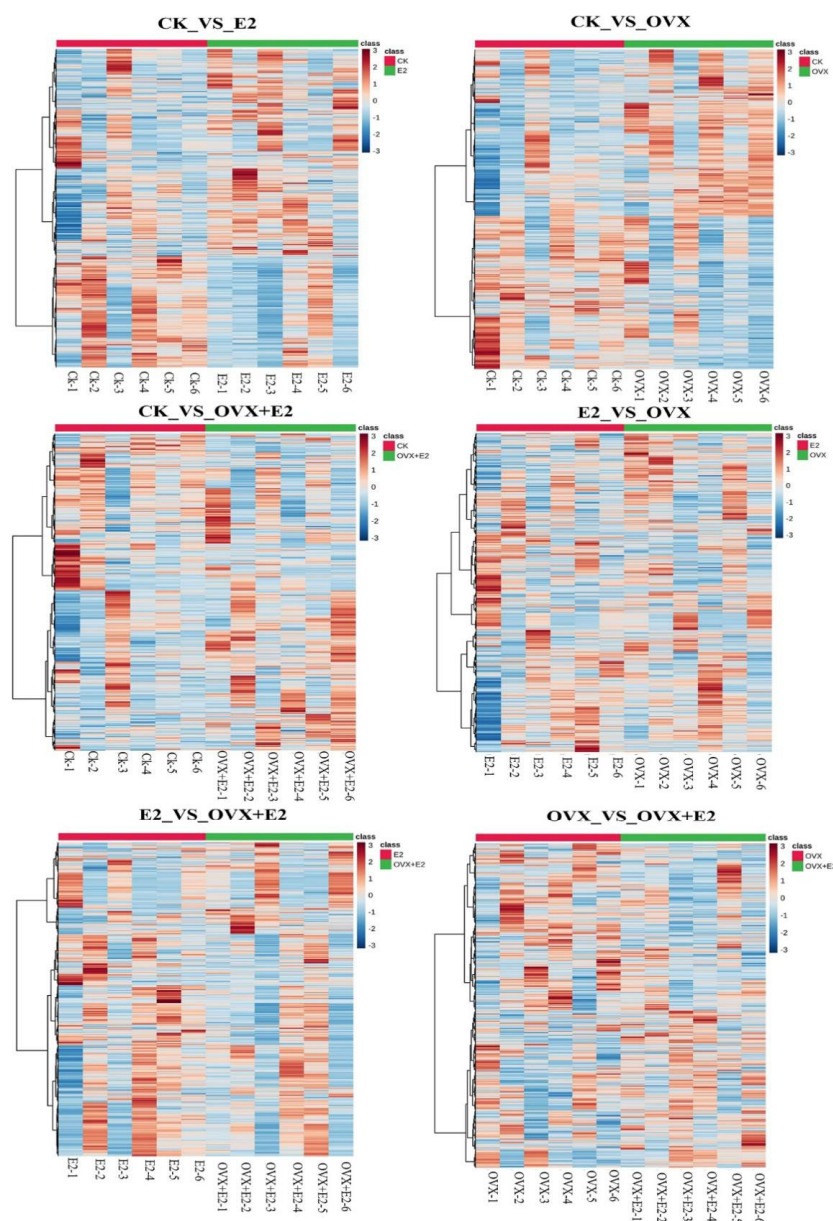 CK_VS_E2
class
CK
E2
3
2
1
0
-1
-2
-3
Ck-1
Ck-2
Ck-3
Ck-4
Ck-5
Ck-6
E2-1
E2-2
E2-3
E2-4
E2-5
E2-6
CK_VS_OVX
class
CK
OVX
3
2
1
0
-1
-2
-3
Ck-1
Ck-2
Ck-3
Ck-4
Ck-5
Ck-6
OVX-1
OVX-2
OVX-3
OVX-4
OVX-5
OVX-6
CK_VS_OVX+E2
class
CK
OVX+E2
3
2
1
0
-1
-2
-3
Ck-1
Ck-2
Ck-3
Ck-4
Ck-5
Ck-6
OVX+E2-1
OVX+E2-2
OVX+E2-3
OVX+E2-4
OVX+E2-5
OVX+E2-6
E2_VS_OVX
class
E2
OVX
3
2
1
0
-1
-2
-3
E2-1
E2-2
E2-3
E2-4
E2-5
E2-6
OVX-1
OVX-2
OVX-3
OVX-4
OVX-5
OVX-6
E2_VS_OVX+E2
class
E2
OVX+E2
3
2
1
0
-1
-2
-3
E2-1
E2-2
E2-3
E2-4
E2-5
E2-6
OVX+E2-1
OVX+E2-2
OVX+E2-3
OVX+E2-4
OVX+E2-5
OVX+E2-6
OVX_VS_OVX+E2
class
OVX
OVX+E2
3
2
1
0
-1
-2
-3
OVX-1
OVX-2
OVX-3
OVX-4
OVX-5
OVX-6
OVX+E2-1
OVX+E2-2
OVX+E2-3
OVX+E2-4